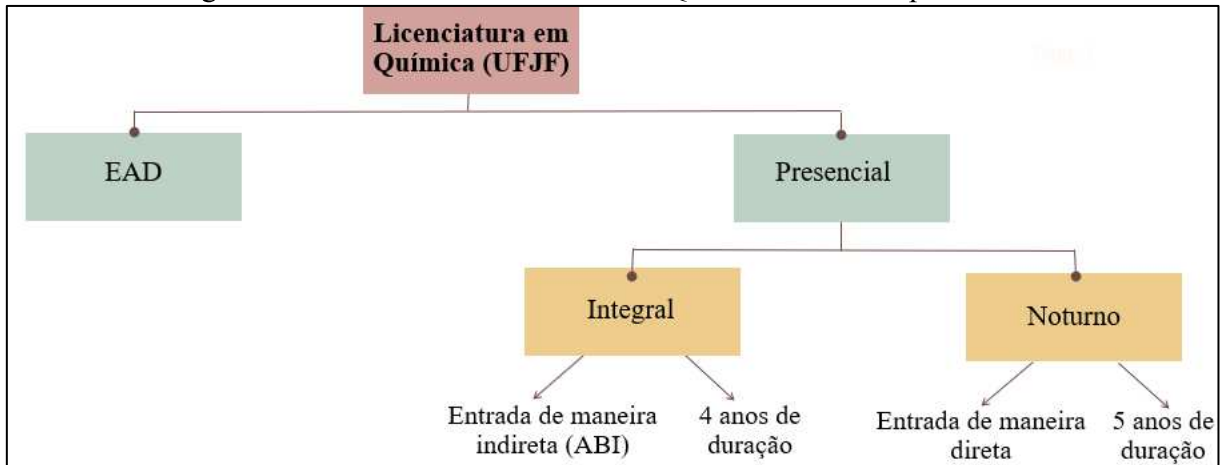 Licenciatura em
Química (UFJF)
EAD
Presencial
Integral
Noturno
Entrada de maneira
indireta (ABI)
4 anos de
duração
Entrada de maneira
direta
5 anos de
duração